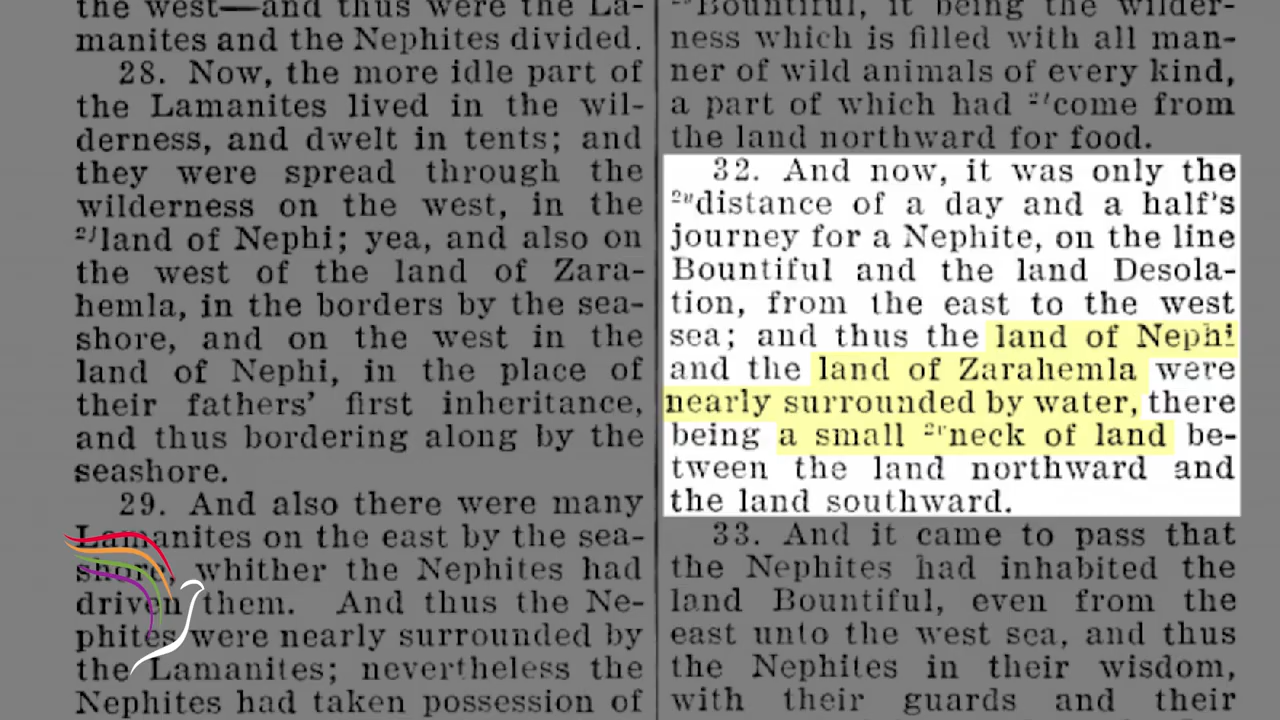 the west—and thus were the La-
manites and the Nephites divided.
28. Now, the more idle part of
the Lamanites lived in the wil-
derness, and dwelt in tents; and
they were spread through the
wilderness on the west, in the
land of Nephi; yea, and also on
the west of the land of Zara-
hemla, in the borders by the sea-
shore, and on the west in the
land of Nephi, in the place of
their fathers' first inheritance,
and thus bordering along by the
seashore.
29. And also there were many
Lamanites on the east by the sea-
shore, whither the Nephites had
driven them. And thus the Ne-
phites were nearly surrounded by
the Lamanites; nevertheless the
Nephites had taken possession of
Bountiful, it being the wilder-
ness which is filled with all man-
ner of wild animals of every kind,
a part of which had come from
the land northward for food.
32. And now, it was only the
distance of a day and a half's
journey for a Nephite, on the line
Bountiful and the land Desola-
tion, from the east to the west
sea; and thus the land of Nephi
and the land of Zarahemla were
nearly surrounded by water, there
being a small neck of land be-
tween the land northward and
the land southward.
33. And it came to pass that
the Nephites had inhabited the
land Bountiful, even from the
east unto the west sea, and thus
the Nephites in their wisdom,
with their guards and their